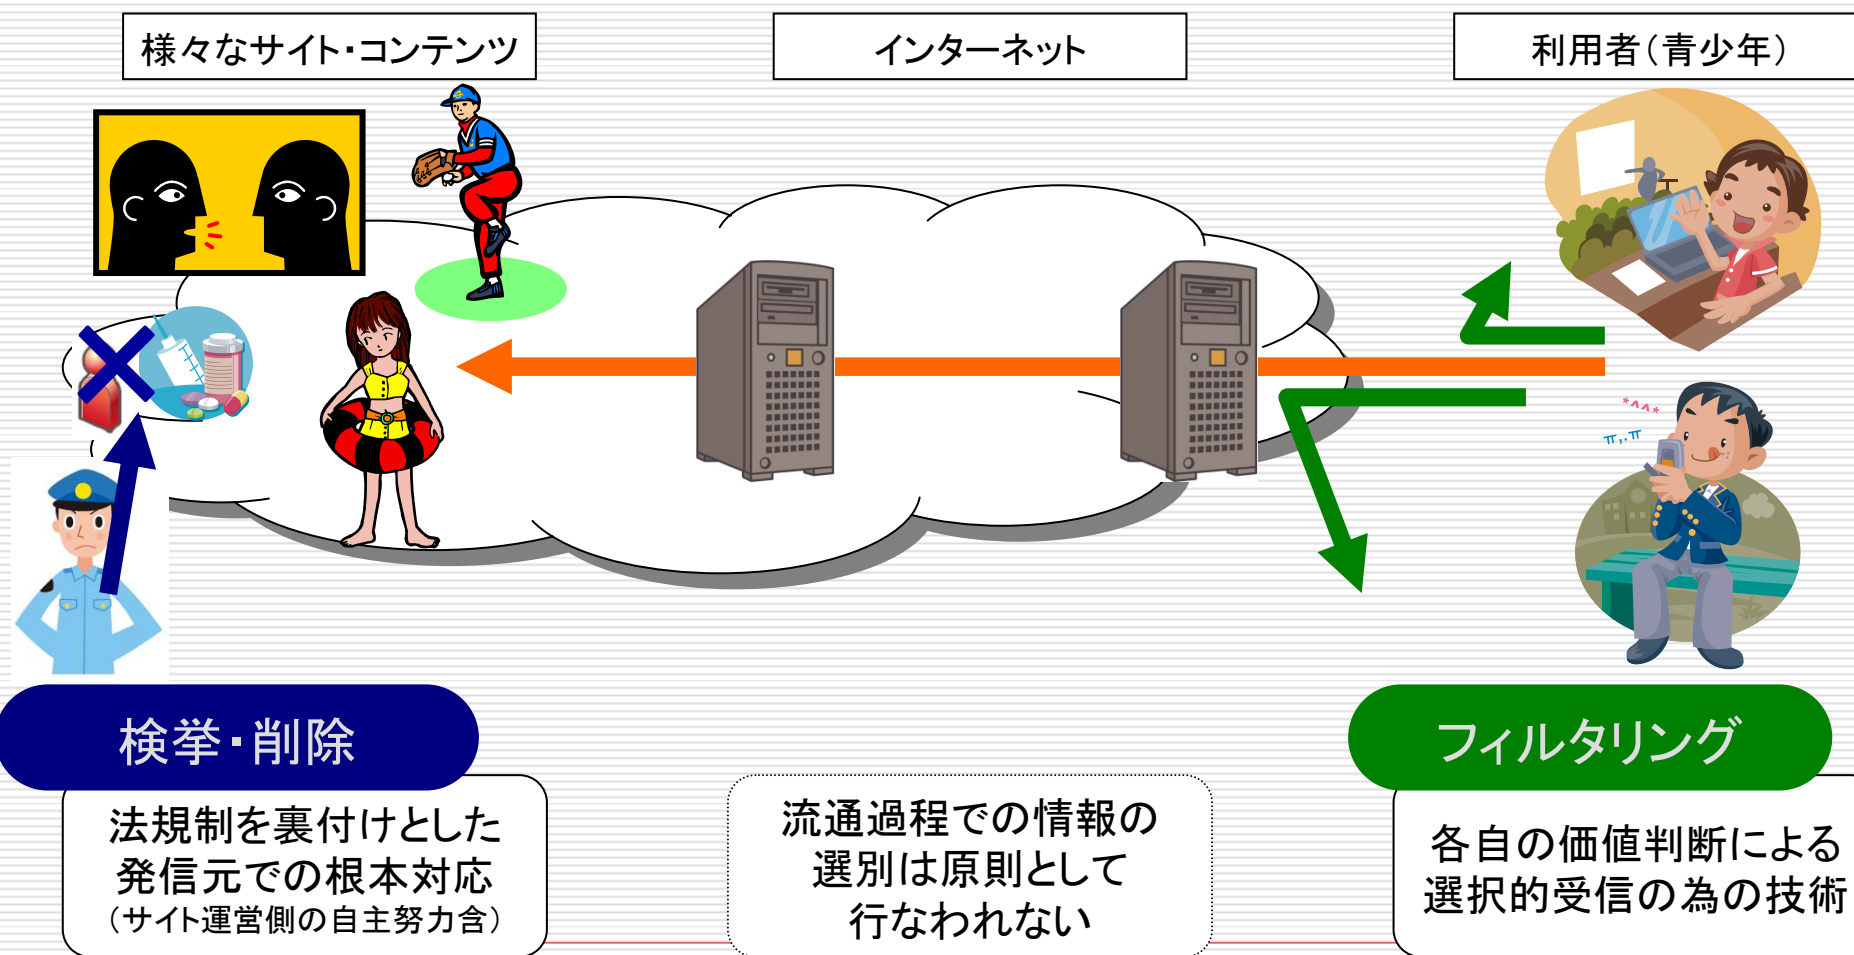 様々なサイト・コンテンツ
インターネット
利用者(青少年)
*^^*
π,.π
検挙・削除
法規制を裏付けとした
発信元での根本対応
(サイト運営側の自主努力含)
流通過程での情報の
選別は原則として
行なわれない
フィルタリング
各自の価値判断による
選択的受信の為の技術